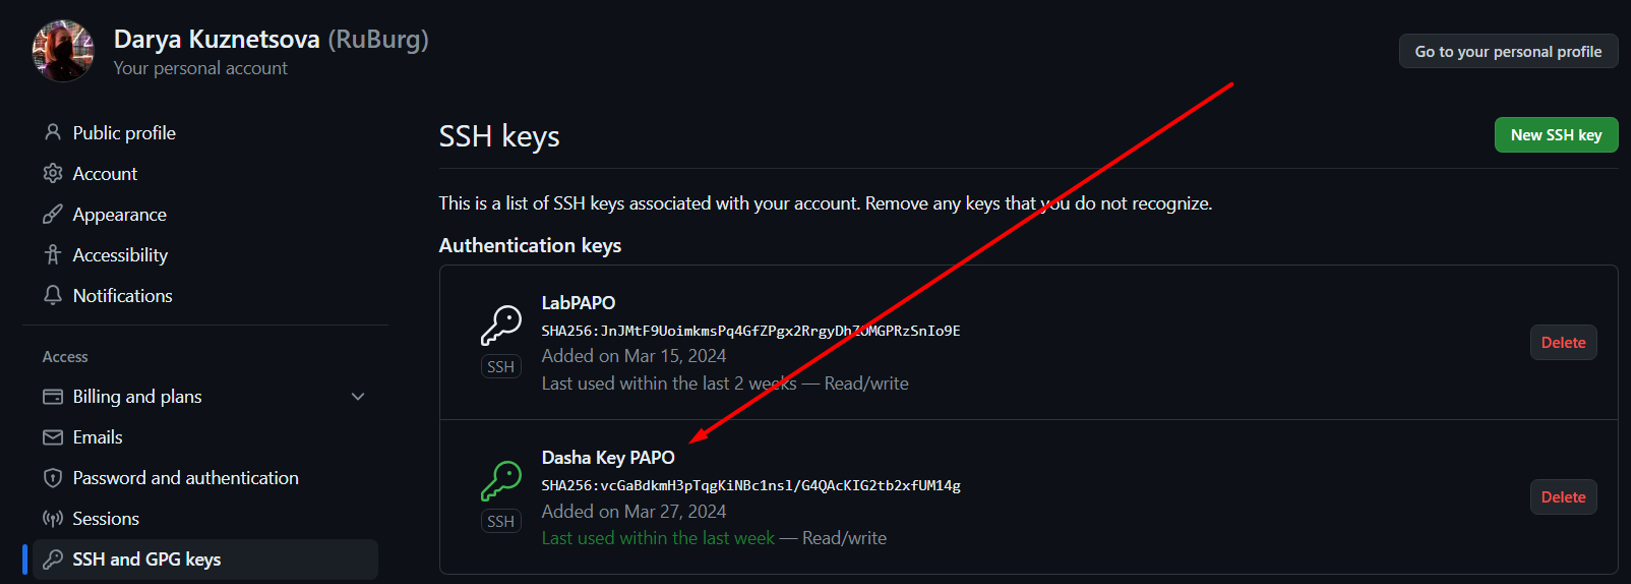 Darya Kuznetsova (RuBurg)
Your personal account
Go to your personal profile
Public profile
Account
Appearance
Accessibility
Notifications
Access
Billing and plans
Emails
Password and authentication
Sessions
SSH and GPG keys
SSH keys
New SSH key
This is a list of SSH keys associated with your account. Remove any keys that you do not recognize.
Authentication keys
LabPAPO
SHA256:JnJMtF9UoimkmsPq4GfZPgx2RrgyDhZOMGPRzSnIo9E
Added on Mar 15, 2024
Last used within the last 2 weeks — Read/write
SSH
Delete
Dasha Key PAPO
SHA256:vcGaBdkmH3pTqgKiNBc1nsl/G4QAcKIG2tb2xfUM14g
Added on Mar 27, 2024
Last used within the last week — Read/write
SSH
Delete